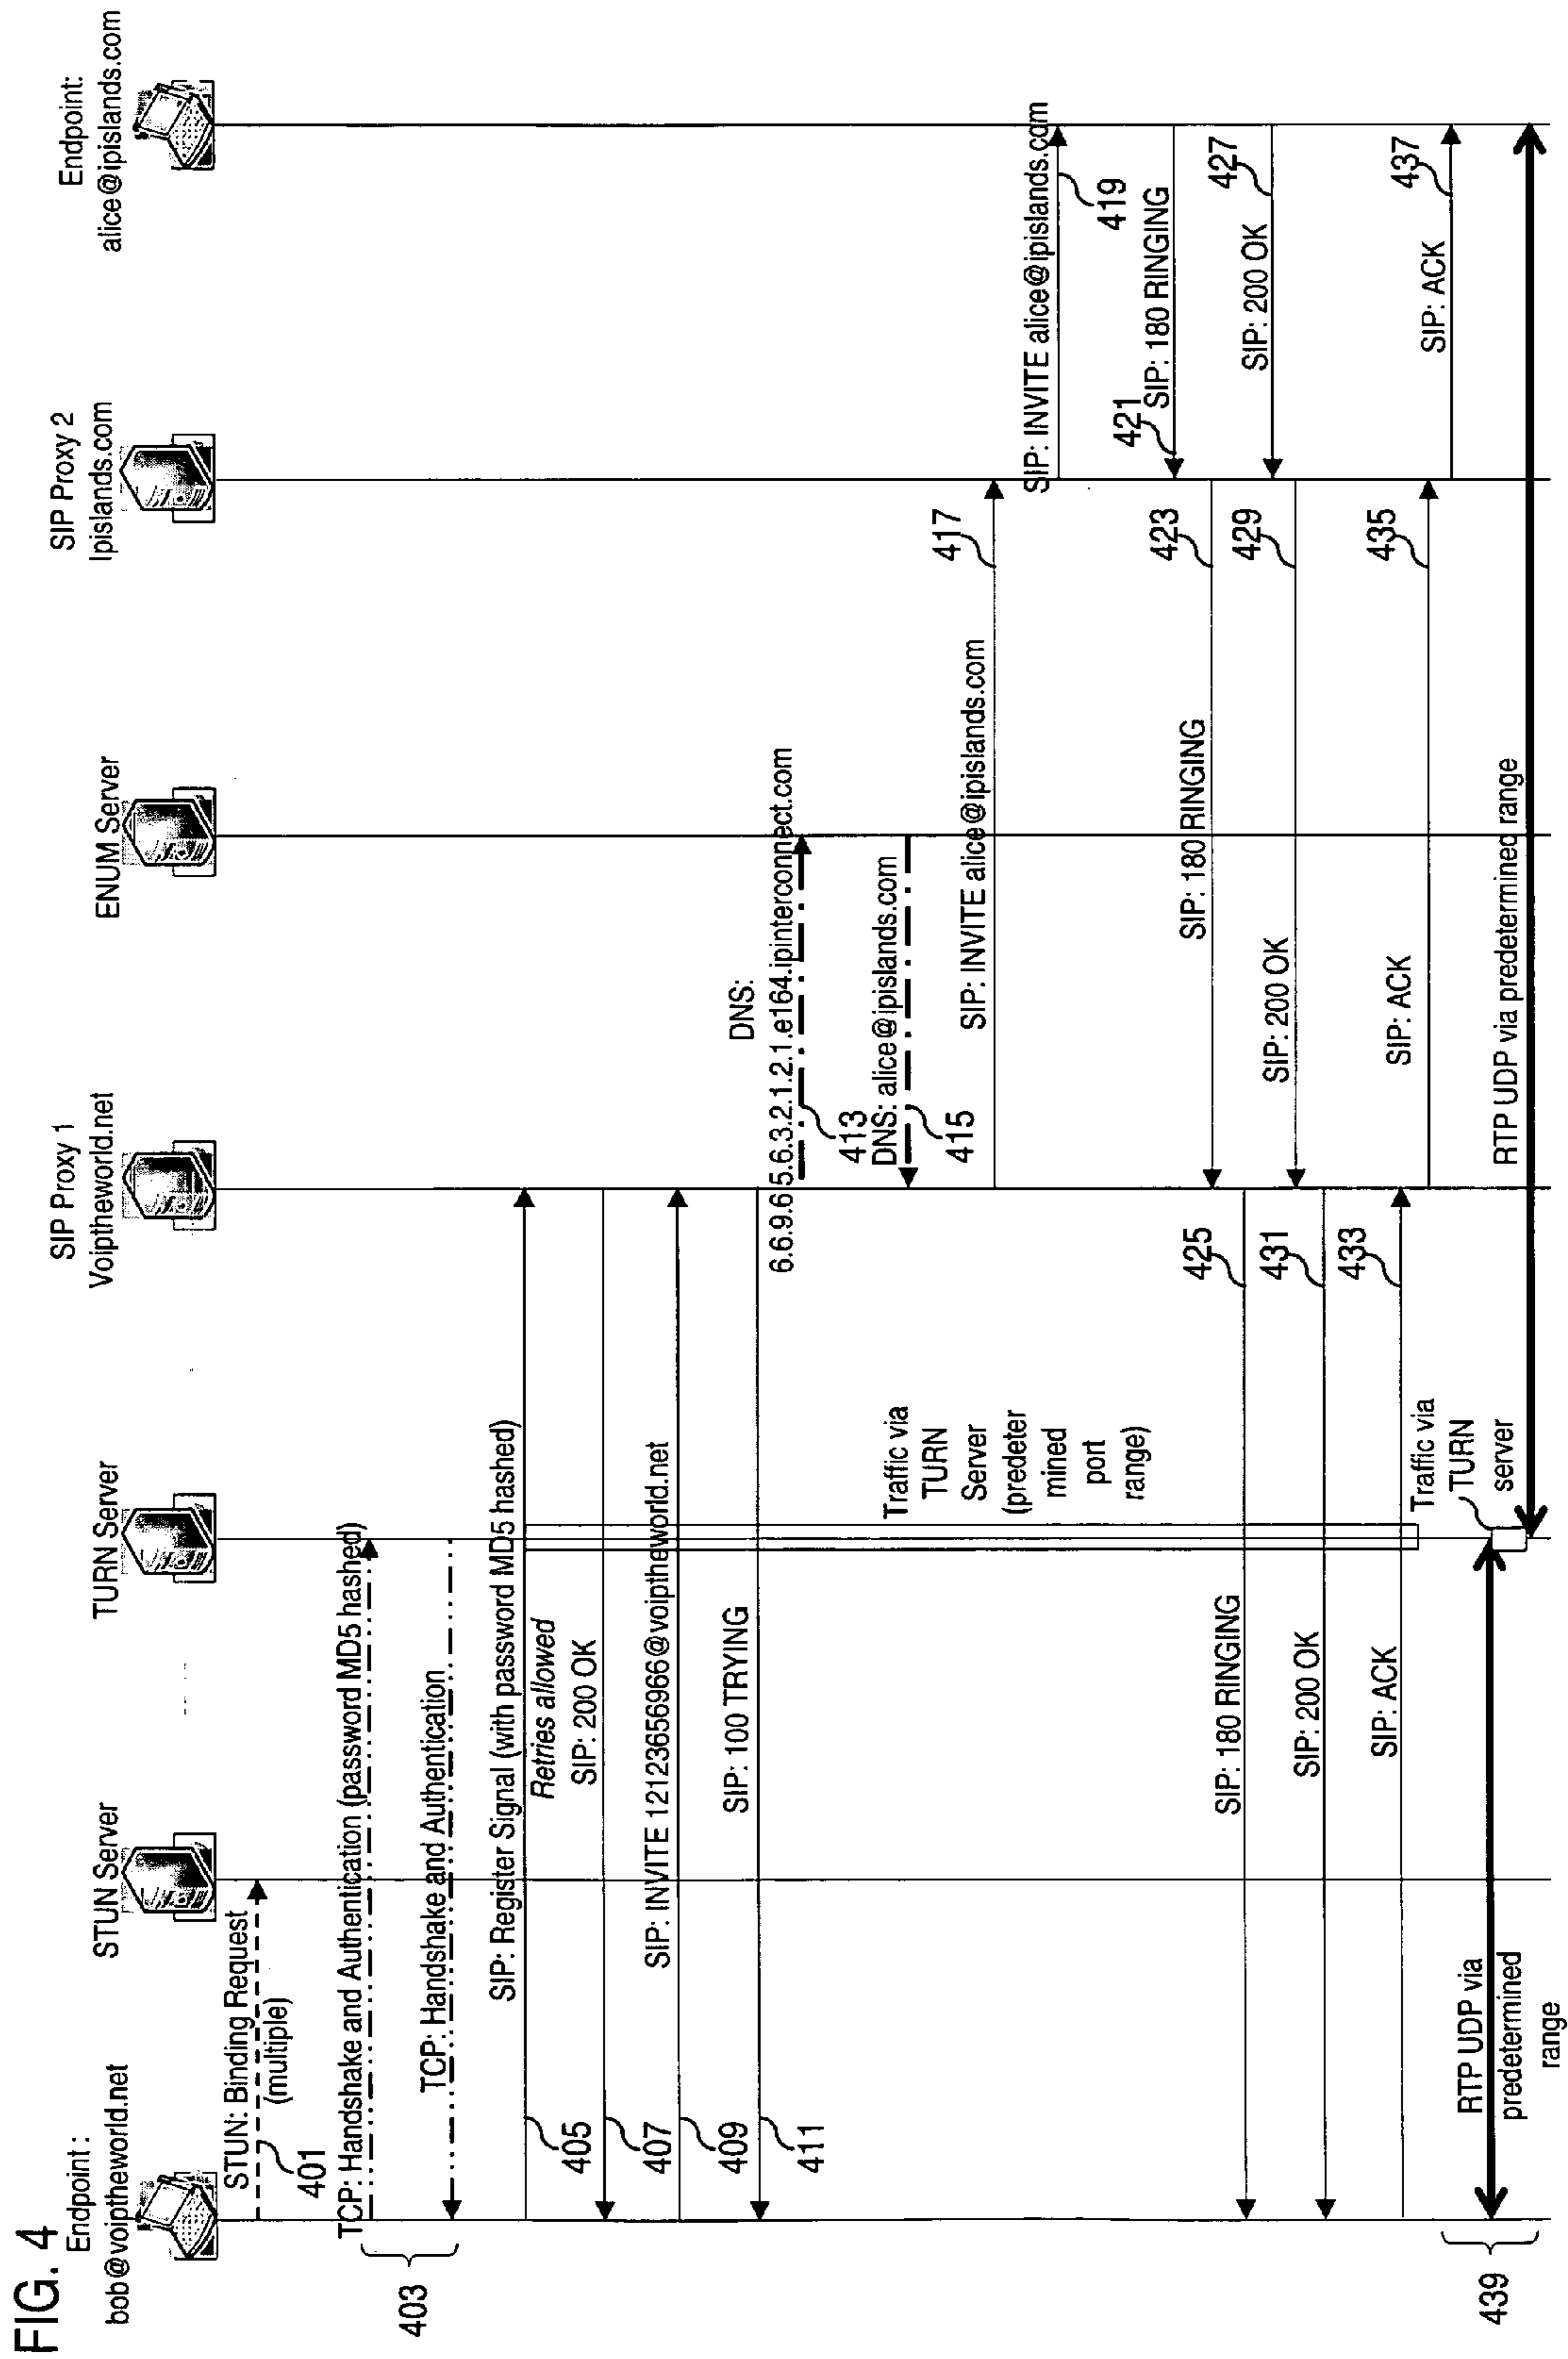 FIG. 4
Endpoint :
bob@voiptheworld.net
STUN Server
TURN Server
SIP Proxy 1
Voiptheworld.net
ENUM Server
SIP Proxy 2
Ipislands.com
Endpoint:
alice@ipislands.com
STUN: Binding Request
(multiple)
401
TCP: Handshake and Authentication (password MD5 hashed)
TCP: Handshake and Authentication
403
SIP: Register Signal (with password MD5 hashed)
Retries allowed
405
SIP: 200 OK
407
SIP: INVITE 12123656966@voiptheworld.net
409
SIP: 100 TRYING
411
DNS:
6.6.9.6.5.6.3.2.1.2.1.e164.ipinterconnect.com
413
DNS: alice@ipislands.com
415
SIP: INVITE alice@ipislands.com
417
SIP: INVITE alice@ipislands.com
419
Traffic via
TURN
Server
(predeter
mined
port
range)
SIP: 180 RINGING
421
SIP: 180 RINGING
423
SIP: 180 RINGING
425
SIP: 200 OK
427
SIP: 200 OK
429
SIP: 200 OK
431
SIP: ACK
433
SIP: ACK
435
SIP: ACK
437
Traffic via
TURN
server
RTP UDP via
predetermined
range
RTP UDP via predetermined range
439